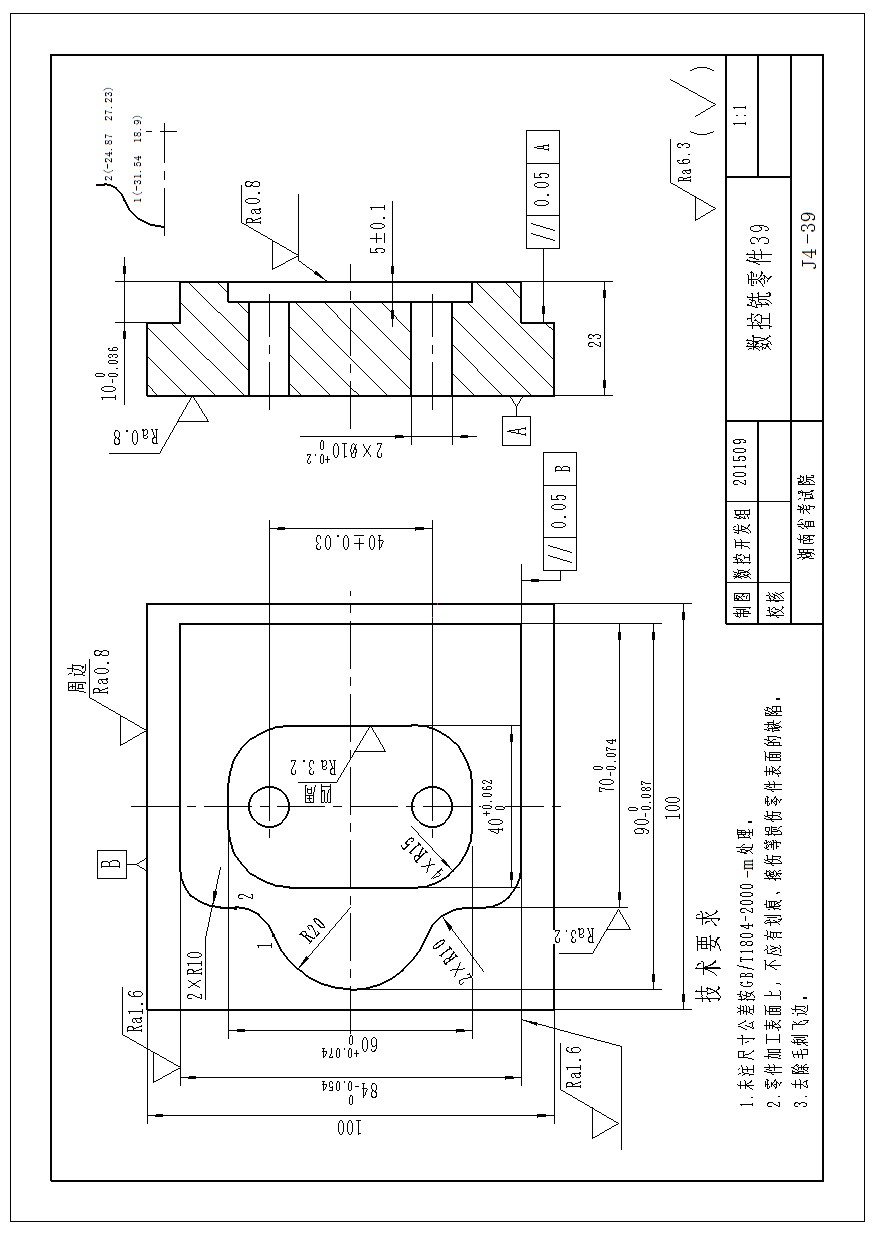 2(-24.87 27.23)
1(-31.54 18.9)
10 0 -0.036
Ra0.8
5±0.1
// 0.05 A
23
Ra0.8
2×Ø10 +0.2 0
A
Ra6.3 ( )
周边
Ra0.8
B
40±0.03
// 0.05 B
四周
Ra3.2
40 +0.062 0
4×R15
70 0 -0.074
90 0 -0.087
100
2×R10
2
1
R20
2×R10
Ra3.2
Ra1.6
60 +0.074 0
84 0 -0.054
100
Ra1.6
技术要求
1.未注尺寸公差按GB/T1804-2000-m处理。
2.零件加工表面上,不应有划痕、擦伤等损伤零件表面的缺陷。
3.去除毛刺飞边。
制图 数控开发组 201509 数控铣零件39 1:1
校核
湖南省考试院 J4-39